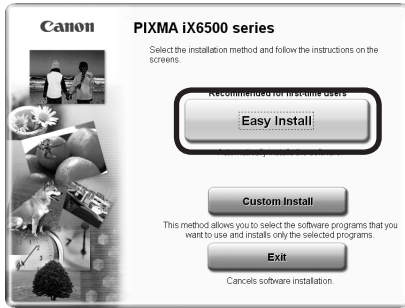 Canon
PIXMA iX6500 series
Select the installation method and follow the instructions on the
screens.
Recommended for first-time users
Easy Install
Custom Install
This method allows you to select the software programs that you
want to use and installs only the selected programs.
Exit
Cancels software installation.